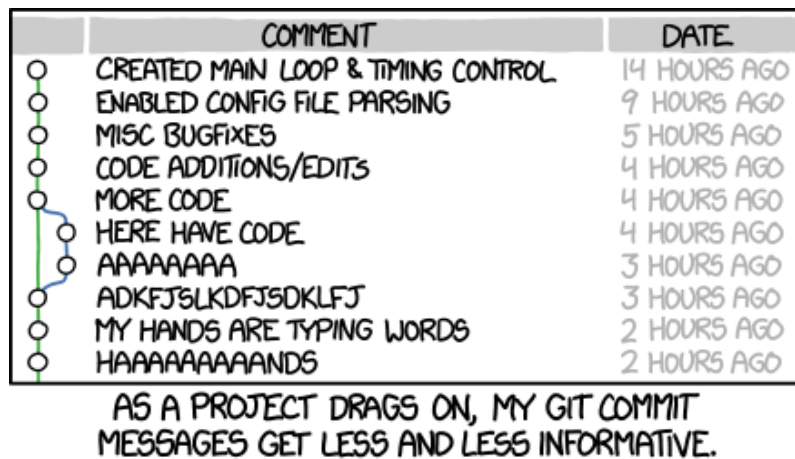 COMMENT DATE
CREATED MAIN LOOP & TIMING CONTROL 14 HOURS AGO
ENABLED CONFIG FILE PARSING 9 HOURS AGO
MISC BUGFIXES 5 HOURS AGO
CODE ADDITIONS/EDITS 4 HOURS AGO
MORE CODE 4 HOURS AGO
HERE HAVE CODE 4 HOURS AGO
AAAAAAAA 3 HOURS AGO
ADKFJSLKDFJSDKLFJ 3 HOURS AGO
MY HANDS ARE TYPING WORDS 2 HOURS AGO
HAAAAAAAAANDS 2 HOURS AGO
AS A PROJECT DRAGS ON, MY GIT COMMIT
MESSAGES GET LESS AND LESS INFORMATIVE.